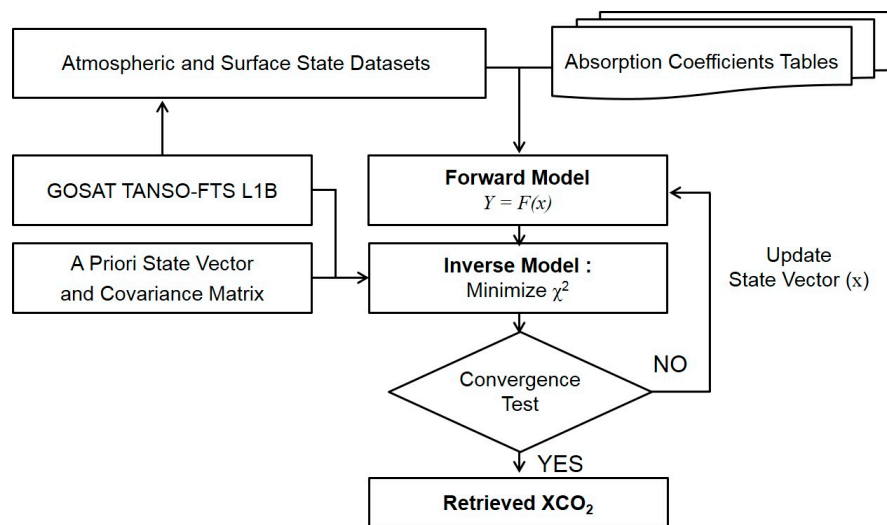 Atmospheric and Surface State Datasets
Absorption Coefficients Tables
GOSAT TANSO-FTS L1B
Forward Model
Y = F(x)
A Priori State Vector
and Covariance Matrix
Inverse Model :
Minimize χ²
Update
State Vector (x)
Convergence
Test
NO
YES
Retrieved XCO₂